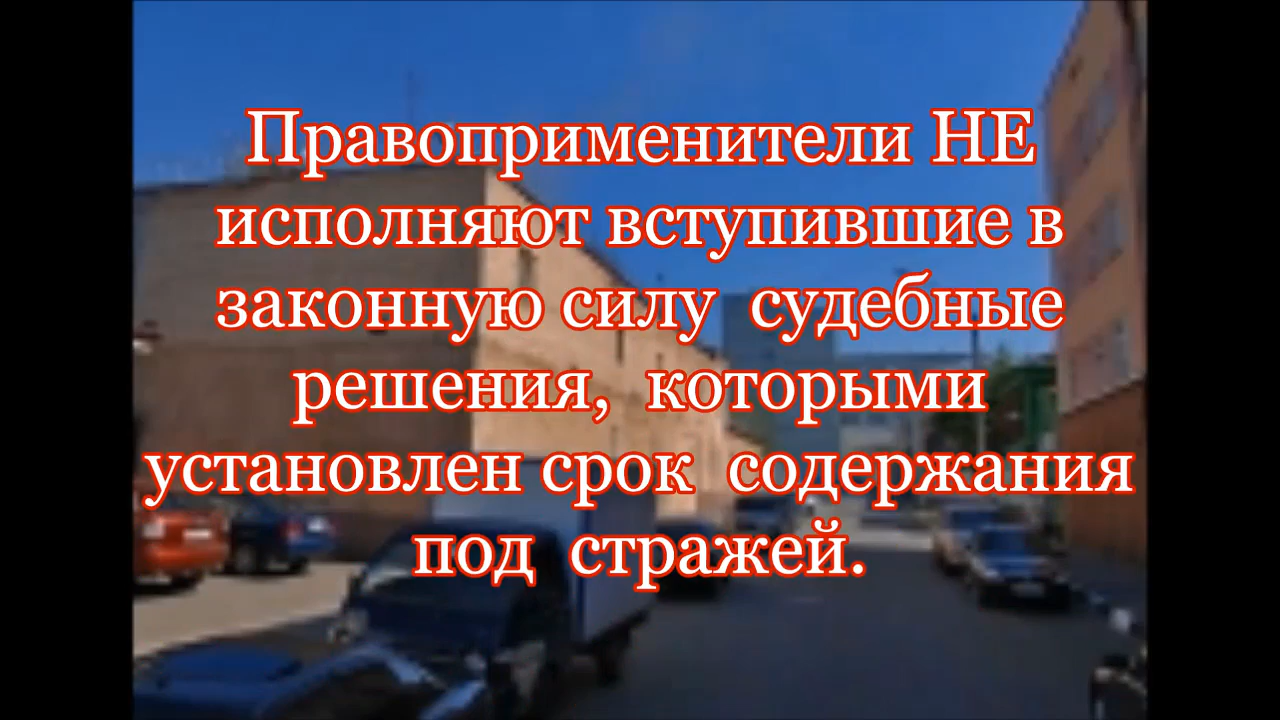 Правоприменители НЕ
исполняют вступившие в
законную силу судебные
решения, которыми
установлен срок содержания
под стражей.